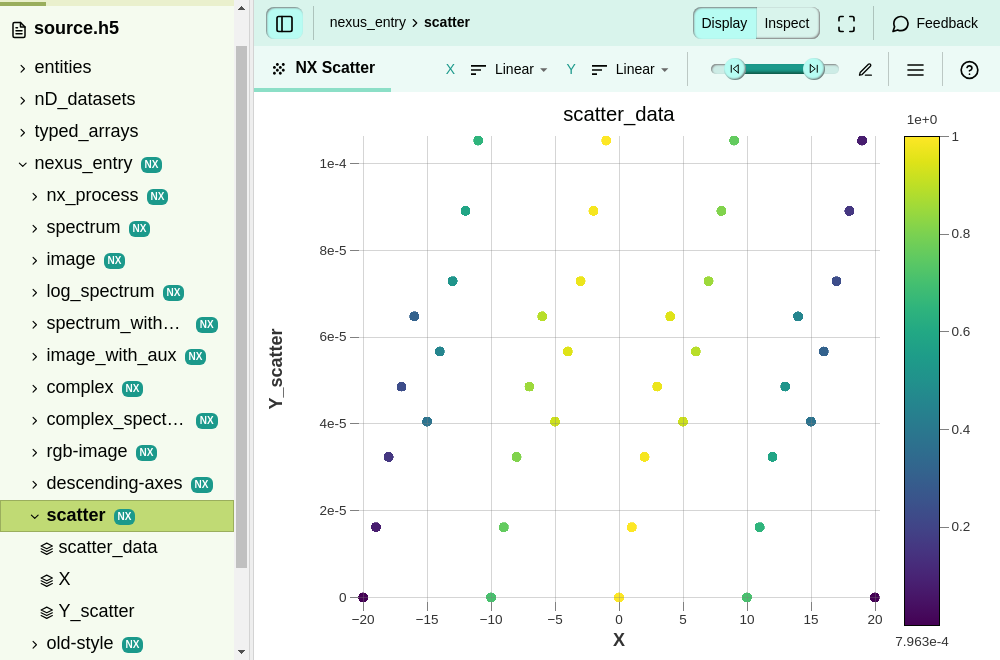 source.h5
entities
nD_datasets
typed_arrays
nexus_entry NX
nx_process NX
spectrum NX
image NX
log_spectrum NX
spectrum_with… NX
image_with_aux NX
complex NX
complex_spect… NX
rgb-image NX
descending-axes NX
scatter NX
scatter_data
X
Y_scatter
old-style NX
nexus_entry › scatter
Display Inspect
Feedback
NX Scatter
X Linear
Y Linear
scatter_data
1e-4
8e-5
6e-5
4e-5
2e-5
0
Y_scatter
−20 −15 −10 −5 0 5 10 15 20
X
1e+0
1
0.8
0.6
0.4
0.2
7.963e-4